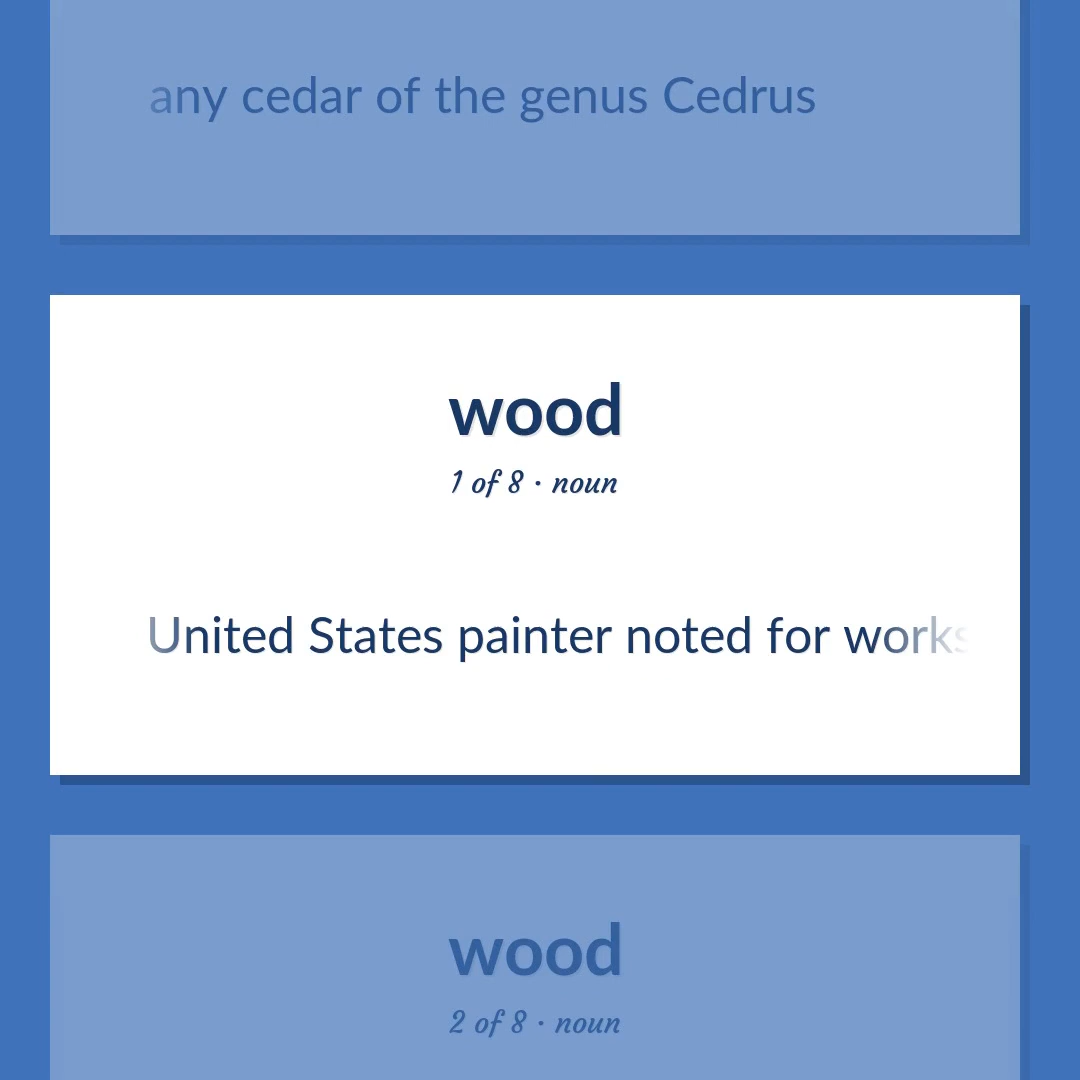 any cedar of the genus Cedrus
wood
1 of 8 · noun
United States painter noted for works
wood
2 of 8 · noun